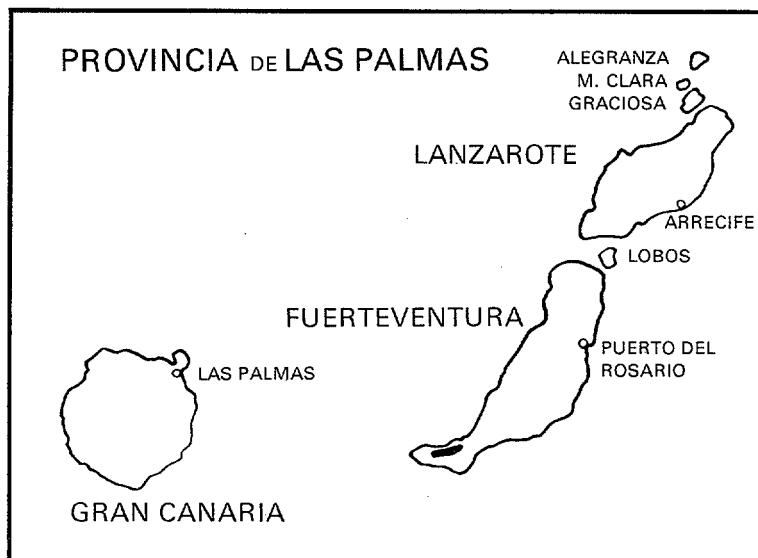 PROVINCIA DE LAS PALMAS
ALEGRANZA
M. CLARA
GRACIOSA
LANZAROTE
ARRECIFE
LOBOS
FUERTEVENTURA
PUERTO DEL
ROSARIO
LAS PALMAS
GRAN CANARIA